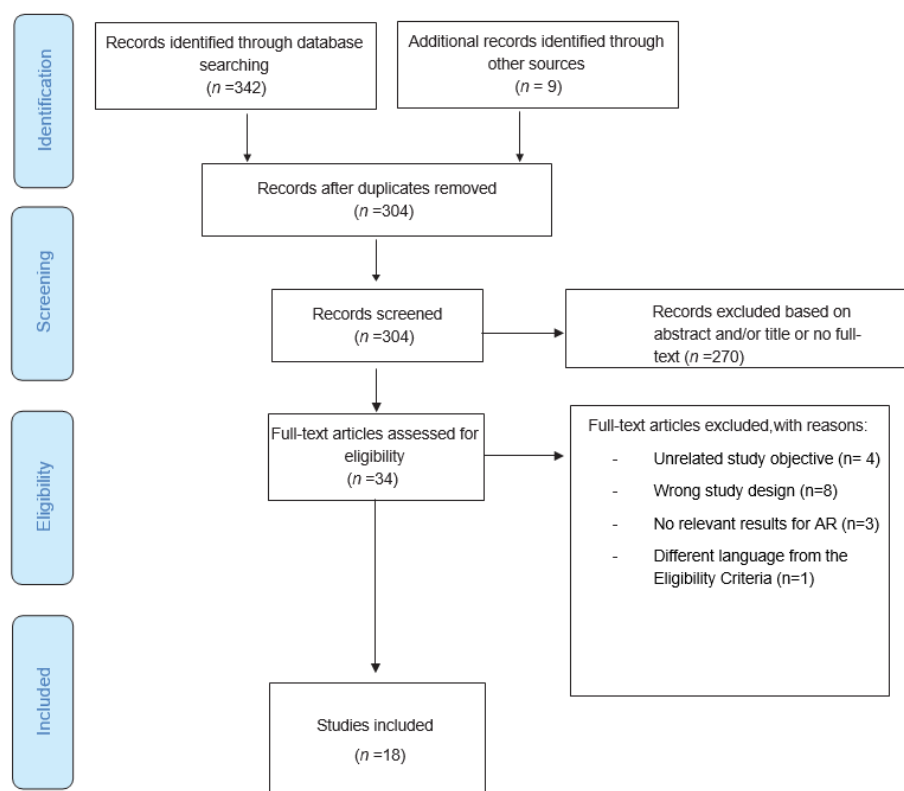 Identification
Records identified through database
searching
(n =342)
Additional records identified through
other sources
(n = 9)
Records after duplicates removed
(n =304)
Screening
Records screened
(n =304)
Records excluded based on
abstract and/or title or no full-
text (n =270)
Eligibility
Full-text articles assessed for
eligibility
(n =34)
Full-text articles excluded,with reasons:
- Unrelated study objective (n= 4)
- Wrong study design (n=8)
- No relevant results for AR (n=3)
- Different language from the
Eligibility Criteria (n=1)
Included
Studies included
(n =18)